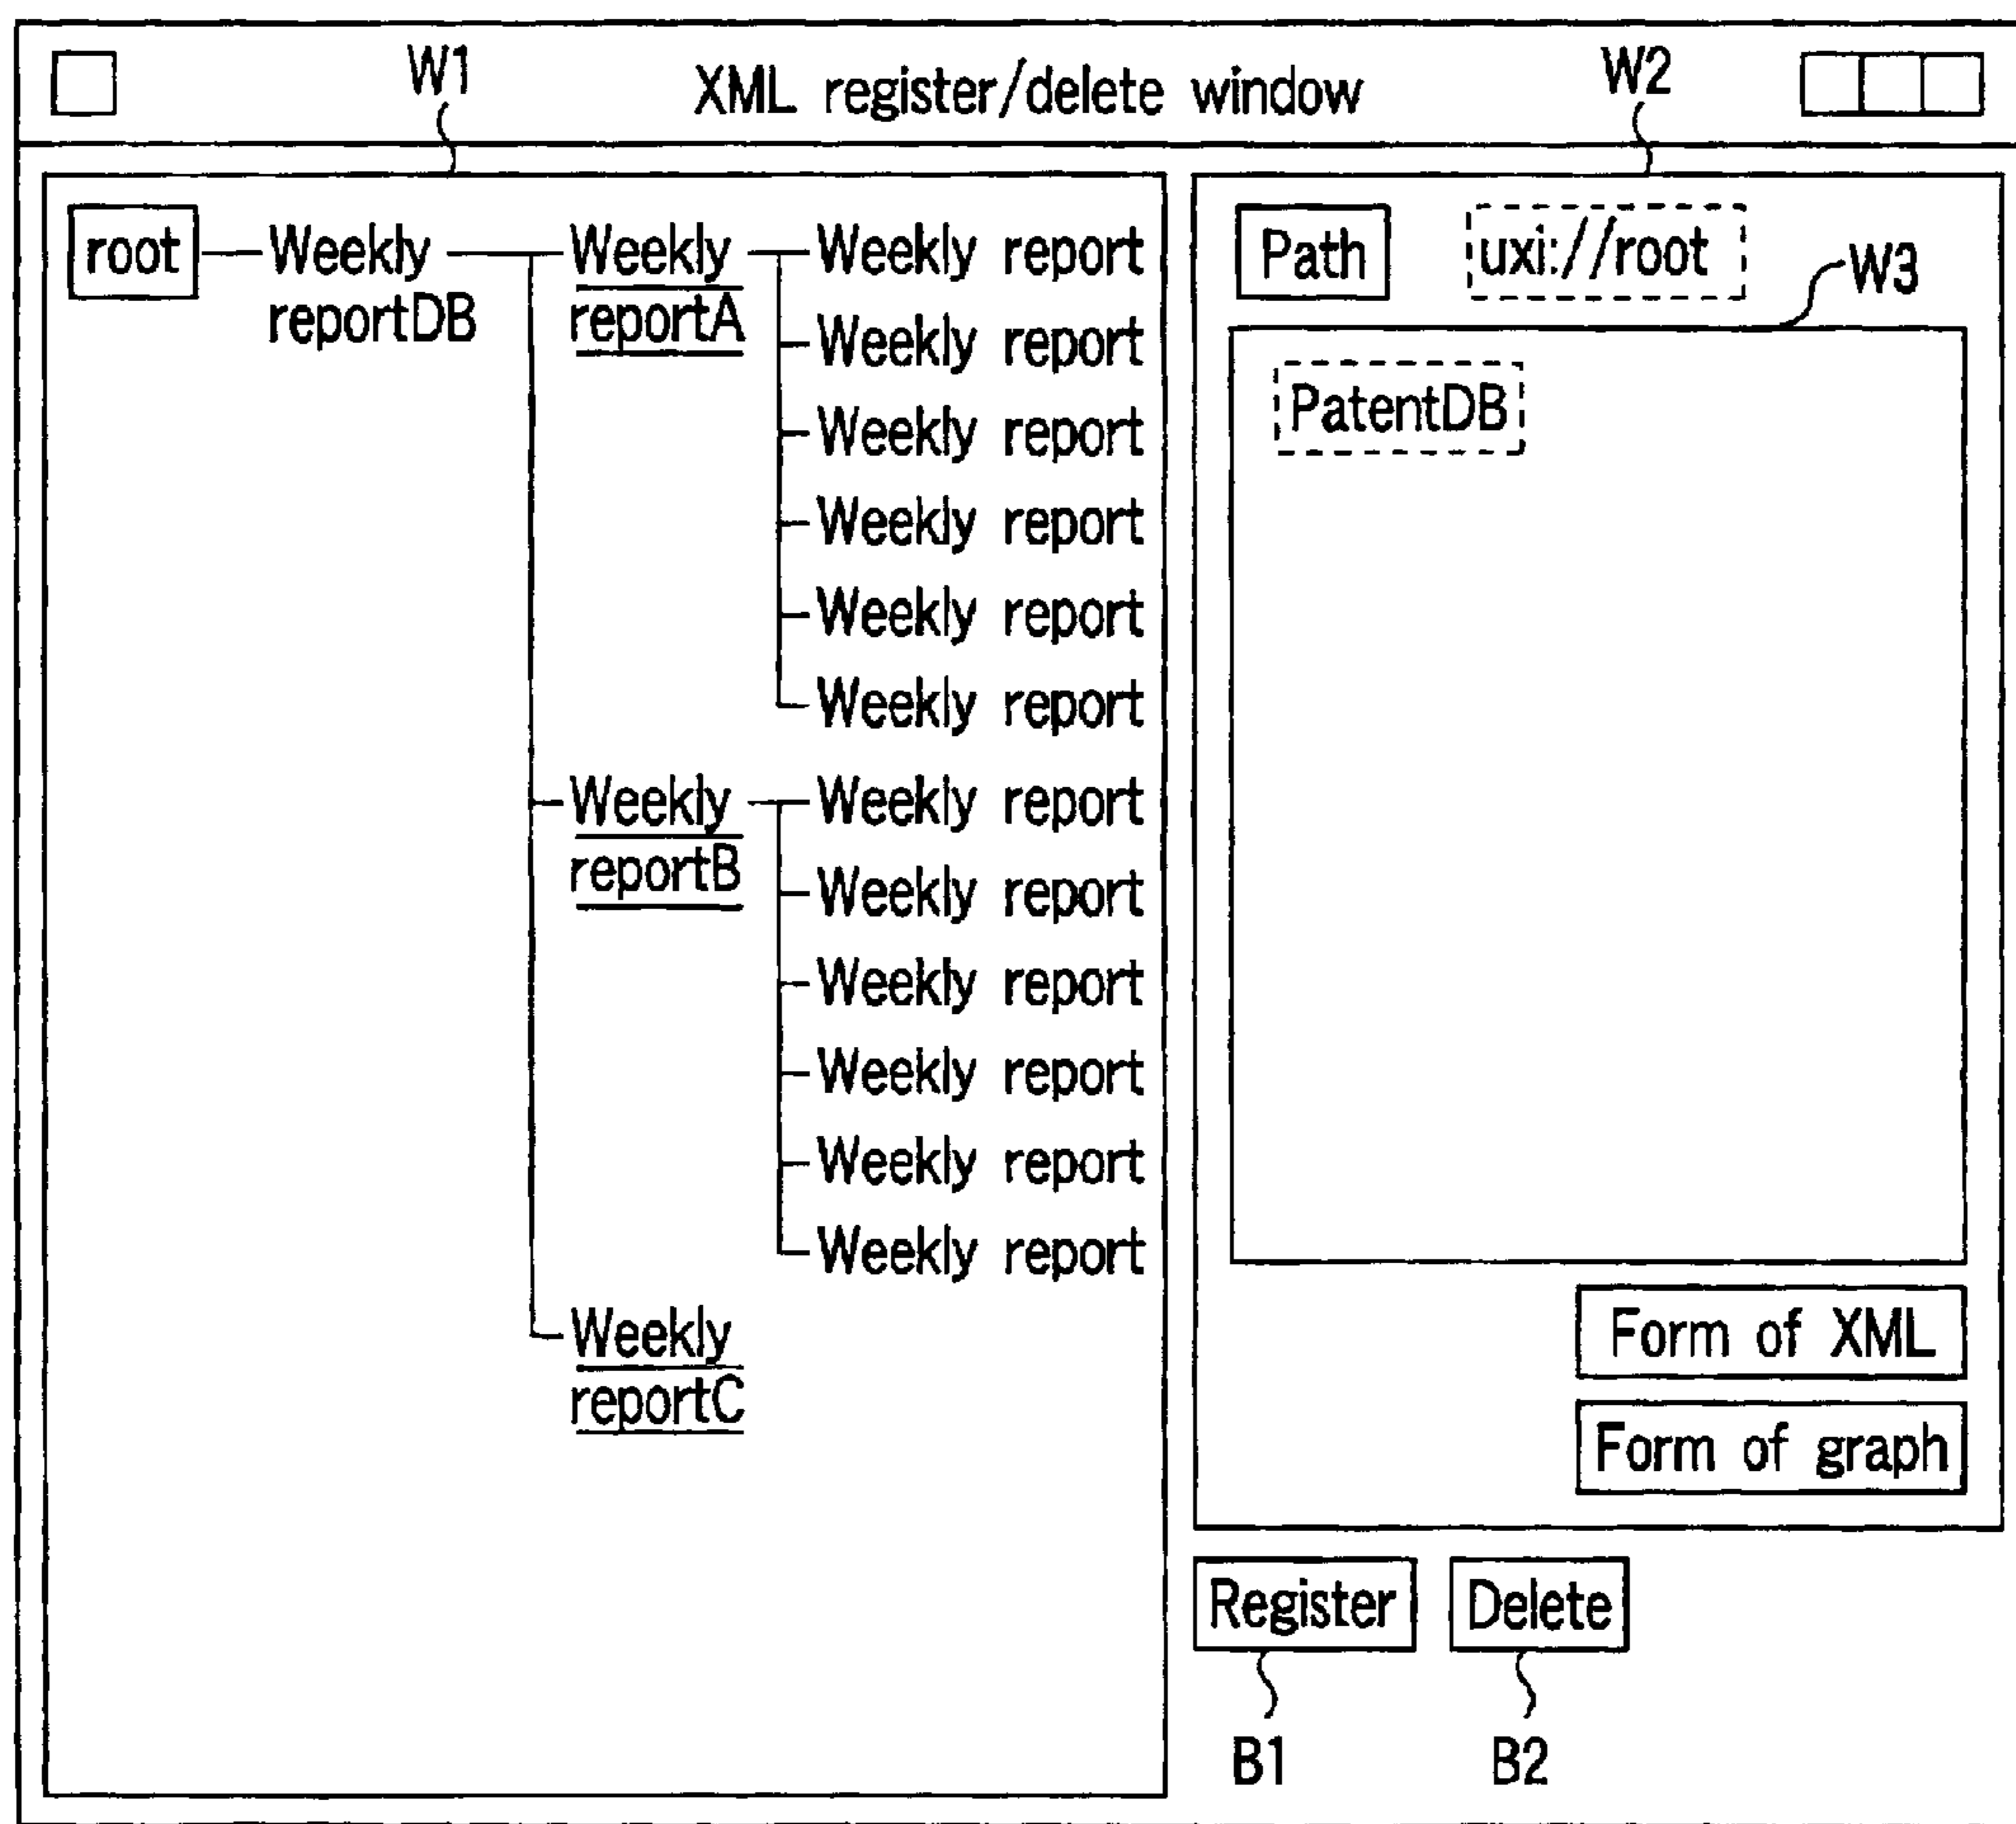 W1
XML register/delete window
W2
root
Weekly
reportDB
Weekly
reportA
Weekly report
Weekly report
Weekly report
Weekly report
Weekly report
Weekly report
Weekly
reportB
Weekly report
Weekly report
Weekly report
Weekly report
Weekly report
Weekly report
Weekly
reportC
Path
uxi://root
W3
PatentDB
Form of XML
Form of graph
Register
Delete
B1
B2